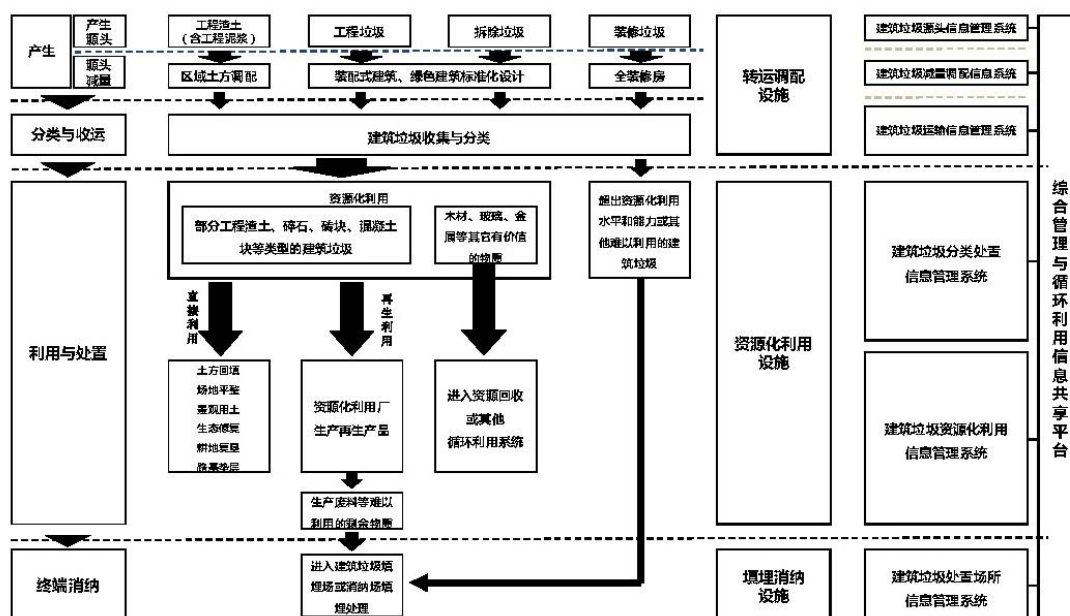 产生
产生
源头
工程渣土
（含工程泥浆）
工程垃圾
拆除垃圾
装修垃圾
源头
减量
区域土方调配
装配式建筑、绿色建筑标准化设计
全装修房
转运调配
设施
建筑垃圾源头信息管理系统
建筑垃圾减量调配信息系统
建筑垃圾运输信息管理系统
分类与收运
建筑垃圾收集与分类
利用与处置
资源化利用
部分工程渣土、碎石、砖块、混凝土
块等类型的建筑垃圾
木材、玻璃、金
属等其它有价值
的物质
超出资源化利用
水平和能力或其
他难以利用的建
筑垃圾
直接利用
再生利用
土方回填
场地平整
景观用土
生态修复
耕地复垦
路基垫层
资源化利用厂
生产再生产品
进入资源回收
或其他
循环利用系统
生产废料等难以
利用的剩余物质
资源化利用
设施
建筑垃圾分类处置
信息管理系统
建筑垃圾资源化利用
信息管理系统
综合管理与循环利用信息共享平台
终端消纳
进入建筑垃圾填
埋场或消纳场填
埋处理
填埋消纳
设施
建筑垃圾处置场所
信息管理系统